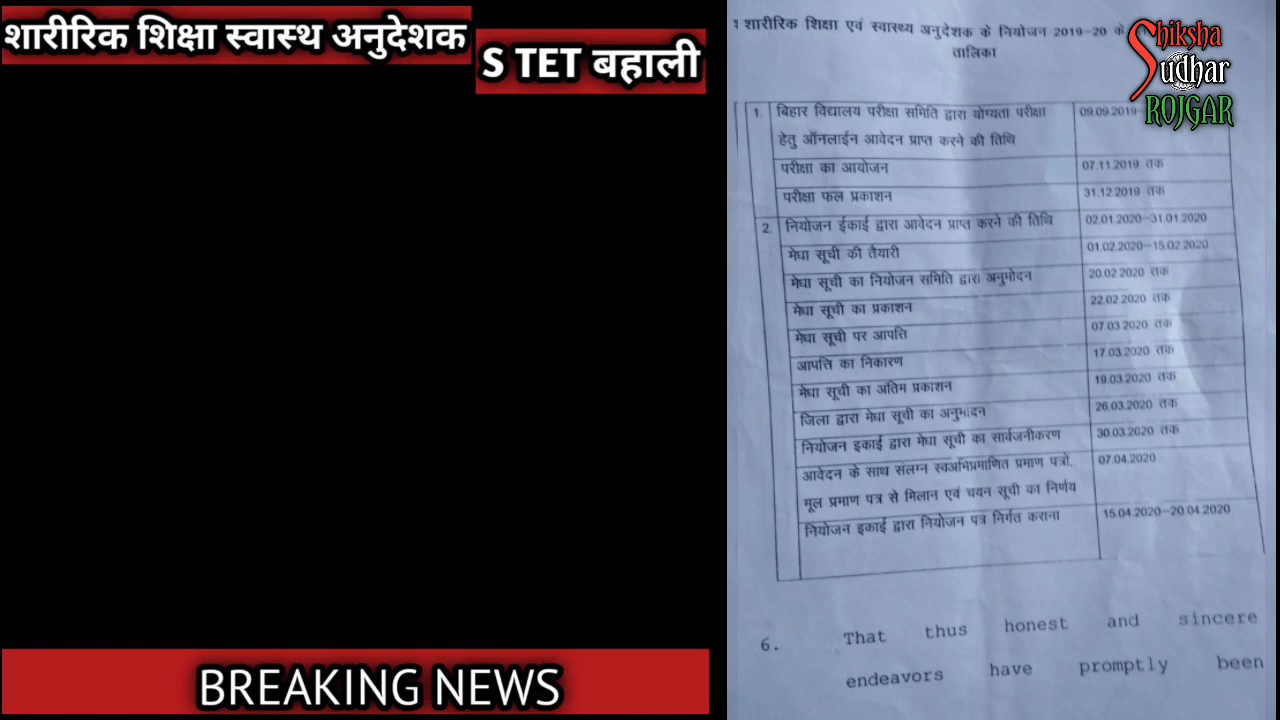 शारीरिक शिक्षा स्वास्थ अनुदेशक
S TET बहाली
शारीरिक शिक्षा एवं स्वास्थ्य अनुदेशक के नियोजन 2019-20 के
तालिका
Shiksha
Sudhar
ROJGAR
1. बिहार विद्यालय परीक्षा समिति द्वारा योग्यता परीक्षा 09.09.2019-
हेतु ऑनलाईन आवेदन प्राप्त करने की तिथि
परीक्षा का आयोजन 07.11.2019 तक
परीक्षा फल प्रकाशन 31.12.2019 तक
2. नियोजन ईकाई द्वारा आवेदन प्राप्त करने की तिथि 02.01.2020-31.01.2020
मेधा सूची की तैयारी 01.02.2020-15.02.2020
मेधा सूची का नियोजन समिति द्वारा अनुमोदन 20.02.2020 तक
मेधा सूची का प्रकाशन 22.02.2020 तक
मेधा सूची पर आपत्ति 07.03.2020 तक
आपत्ति का निकारण 17.03.2020 तक
मेधा सूची का अंतिम प्रकाशन 19.03.2020 तक
जिला द्वारा मेधा सूची का अनुमोदन 26.03.2020 तक
नियोजन इकाई द्वारा मेधा सूची का सार्वजनीकरण 30.03.2020 तक
आवेदन के साथ संलग्न स्वअभिप्रमाणित प्रमाण पत्रों, 07.04.2020
मूल प्रमाण पत्र से मिलान एवं चयन सूची का निर्णय
नियोजन इकाई द्वारा नियोजन पत्र निर्गत कराना 15.04.2020-20.04.2020
6. That thus honest and sincere
endeavors have promptly been
BREAKING NEWS